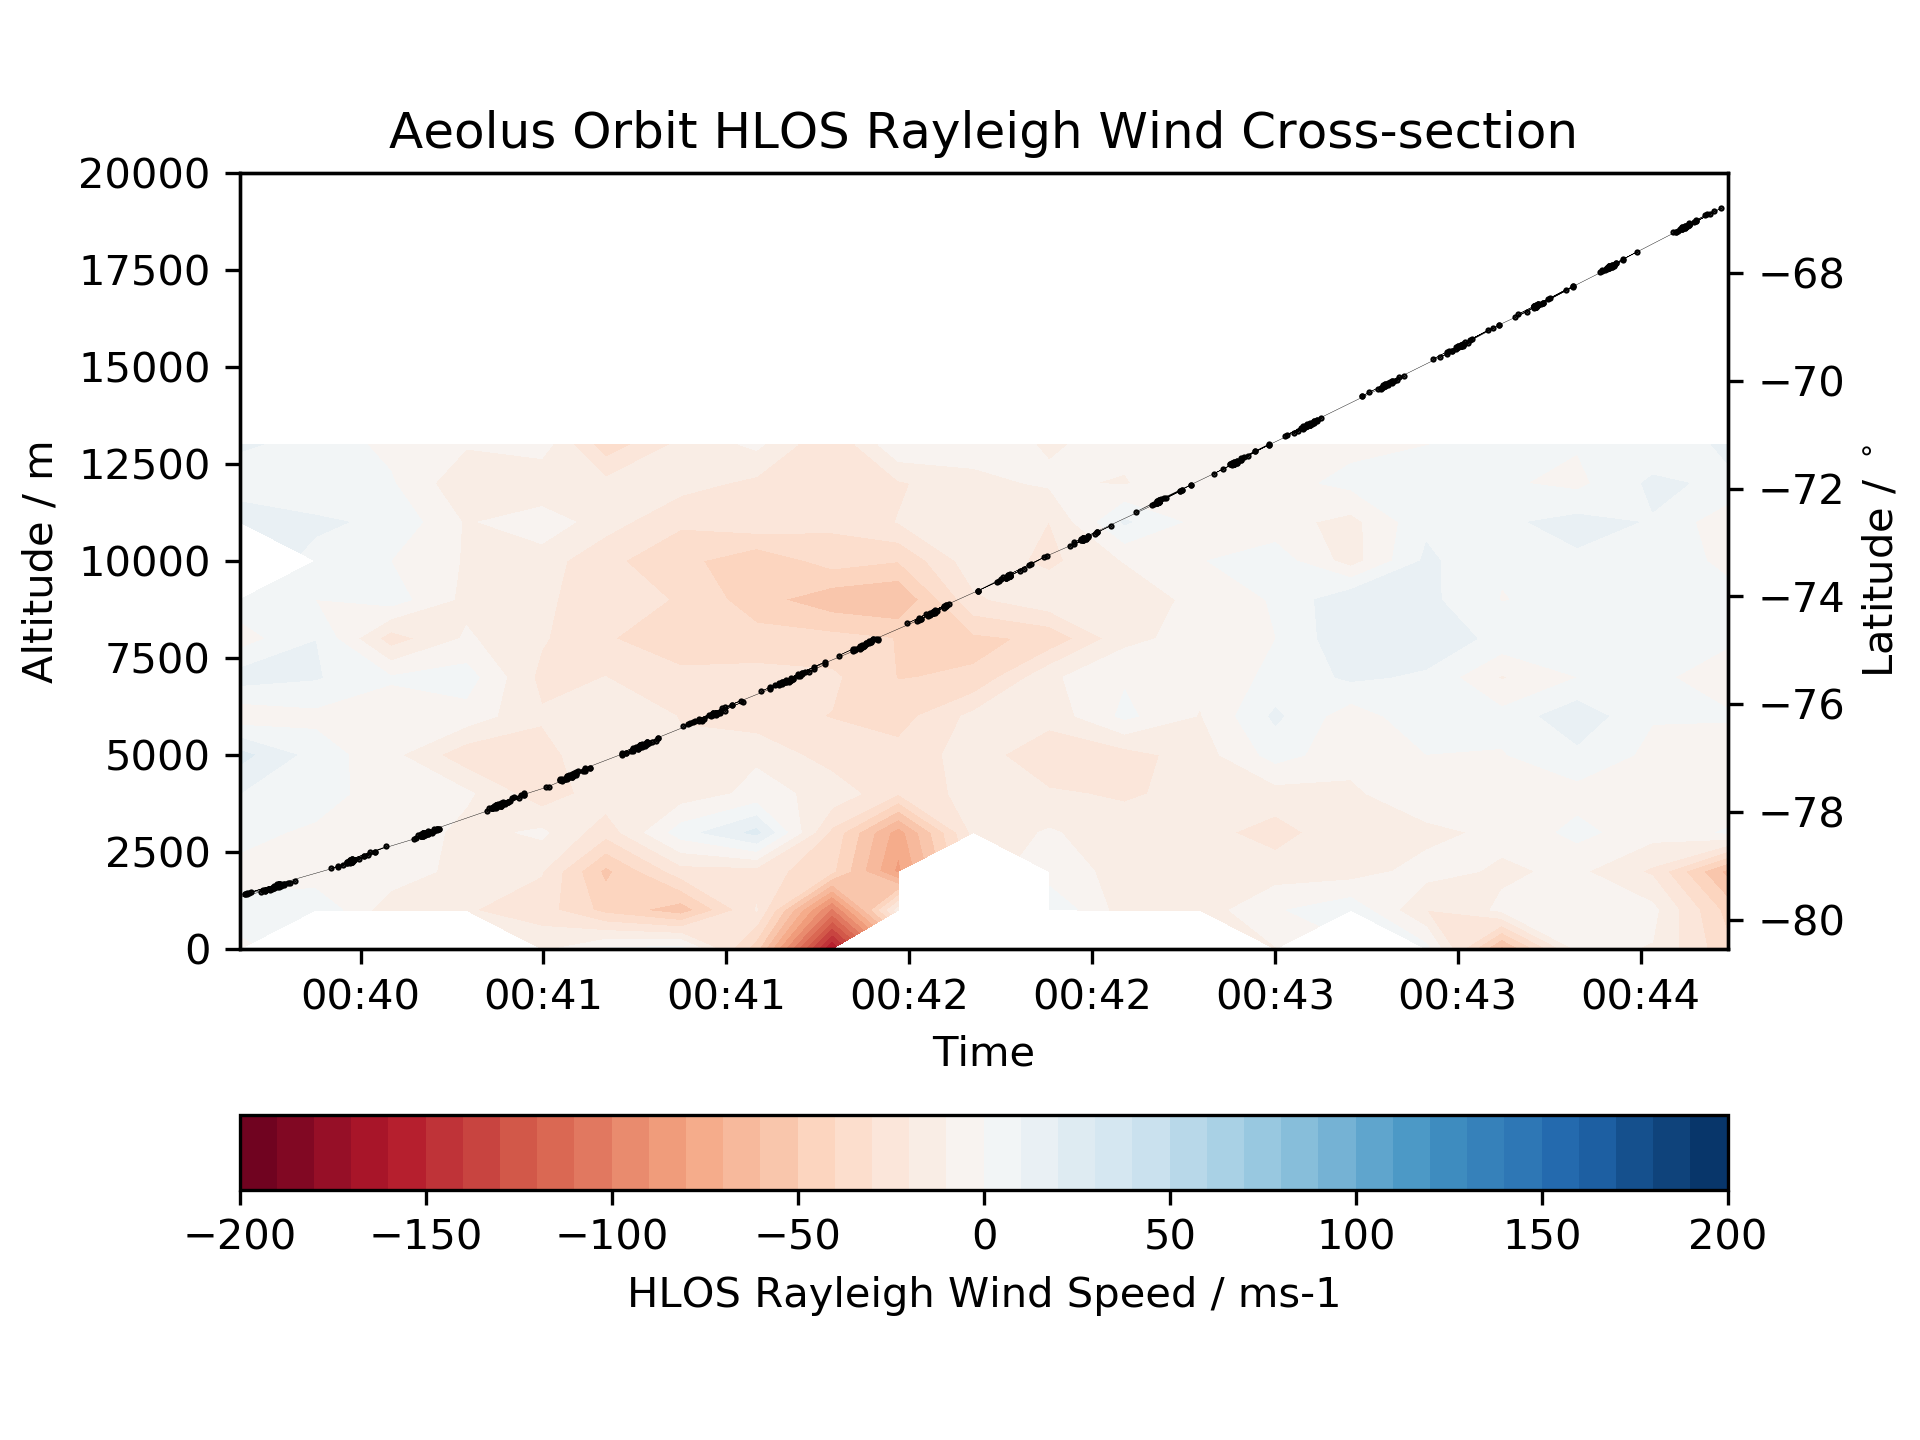 Aeolus Orbit HLOS Rayleigh Wind Cross-section
20000
17500
15000
12500
10000
7500
5000
2500
0
Altitude / m
−68
−70
−72
−74
−76
−78
−80
Latitude / °
00:40 00:41 00:41 00:42 00:42 00:43 00:43 00:44
Time
−200 −150 −100 −50 0 50 100 150 200
HLOS Rayleigh Wind Speed / ms-1